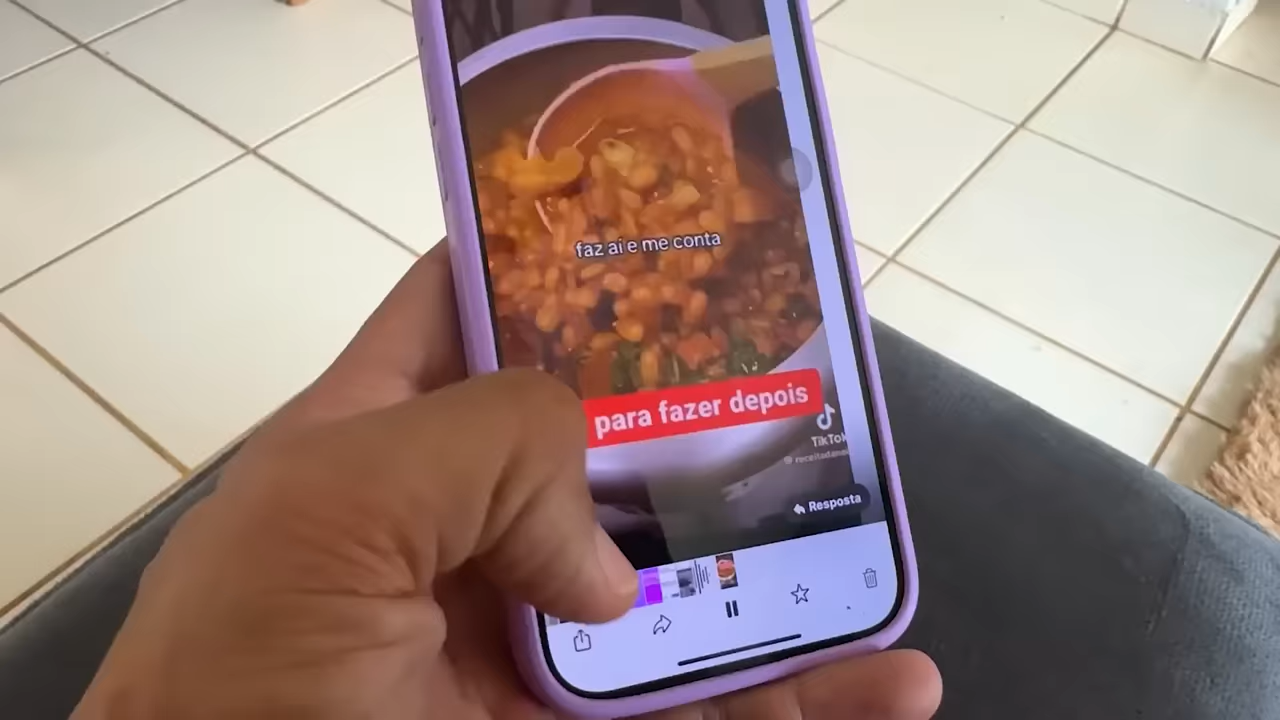 faz ai e me conta
para fazer depois
TikTok
Resposta